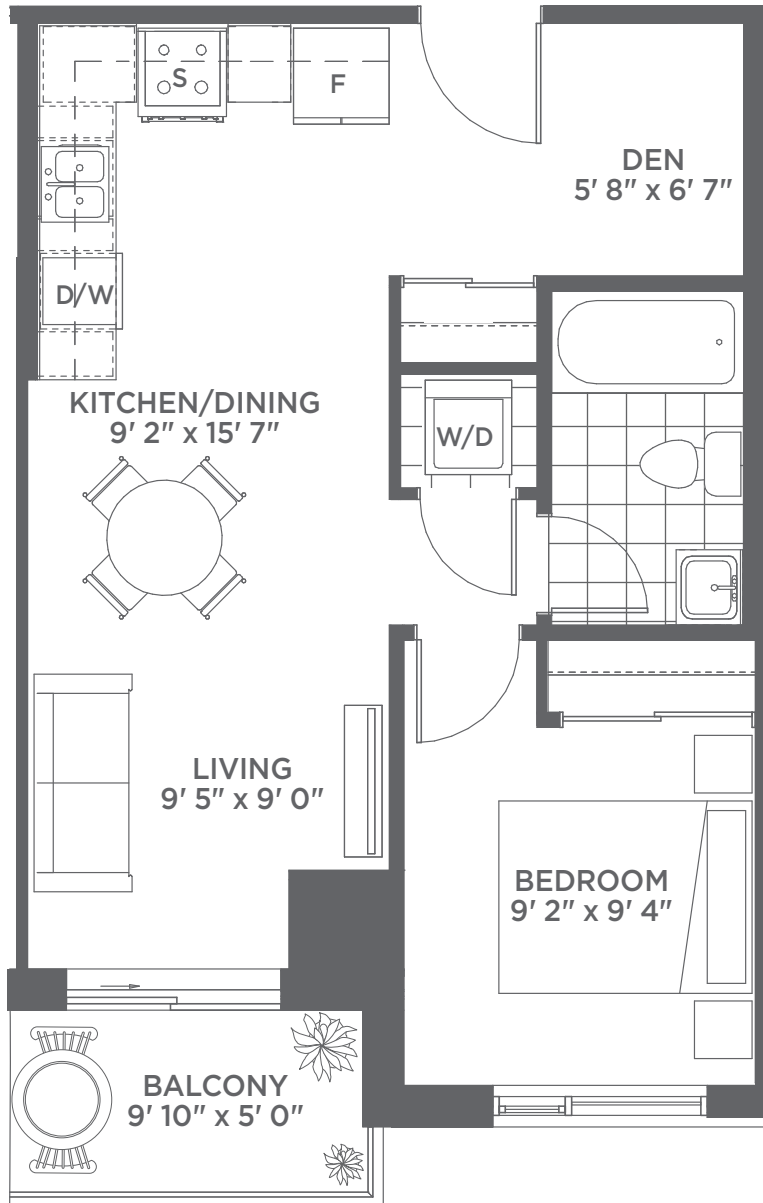 S
F
DEN
5' 8" x 6' 7"
D/W
KITCHEN/DINING
9' 2" x 15' 7"
W/D
LIVING
9' 5" x 9' 0"
BEDROOM
9' 2" x 9' 4"
BALCONY
9' 10" x 5' 0"